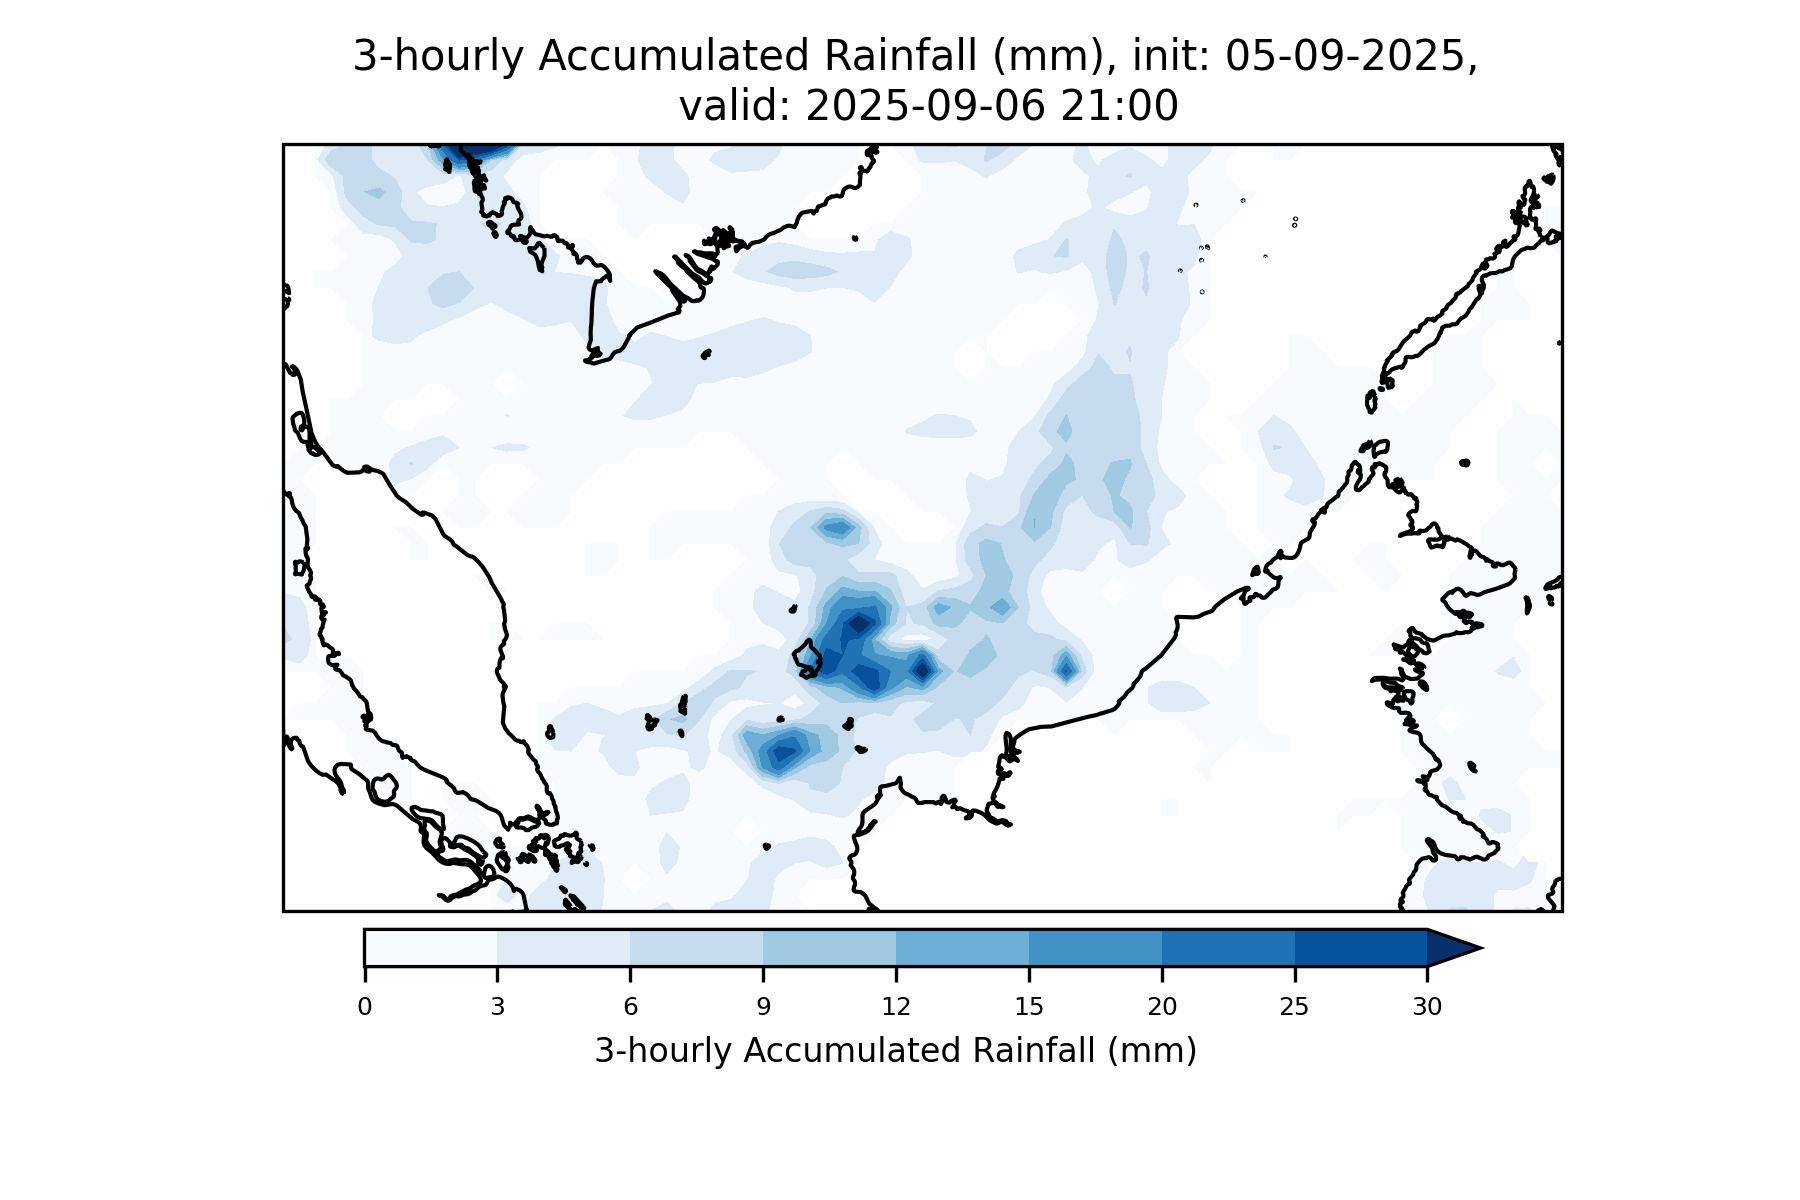 3-hourly Accumulated Rainfall (mm), init: 05-09-2025,
valid: 2025-09-06 21:00
0 3 6 9 12 15 20 25 30
3-hourly Accumulated Rainfall (mm)